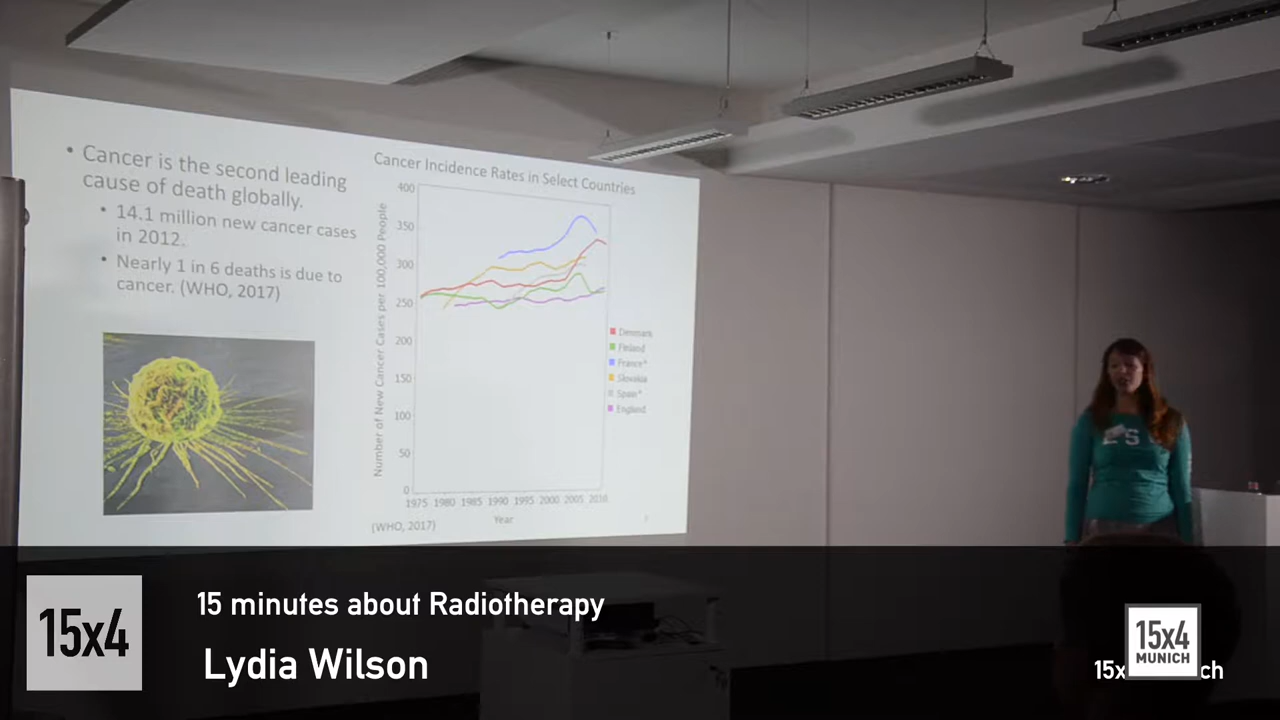 • Cancer is the second leading
cause of death globally.
• 14.1 million new cancer cases
in 2012.
• Nearly 1 in 6 deaths is due to
cancer. (WHO, 2017)
Cancer Incidence Rates in Select Countries
Number of New Cancer Cases per 100,000 People
400
350
300
250
200
150
100
50
0
1975 1980 1985 1990 1995 2000 2005 2010
Year
Denmark
Finland
France*
Slovakia
Spain*
England
(WHO, 2017)
15x4
15 minutes about Radiotherapy
Lydia Wilson
15x4
MUNICH
15x
ch